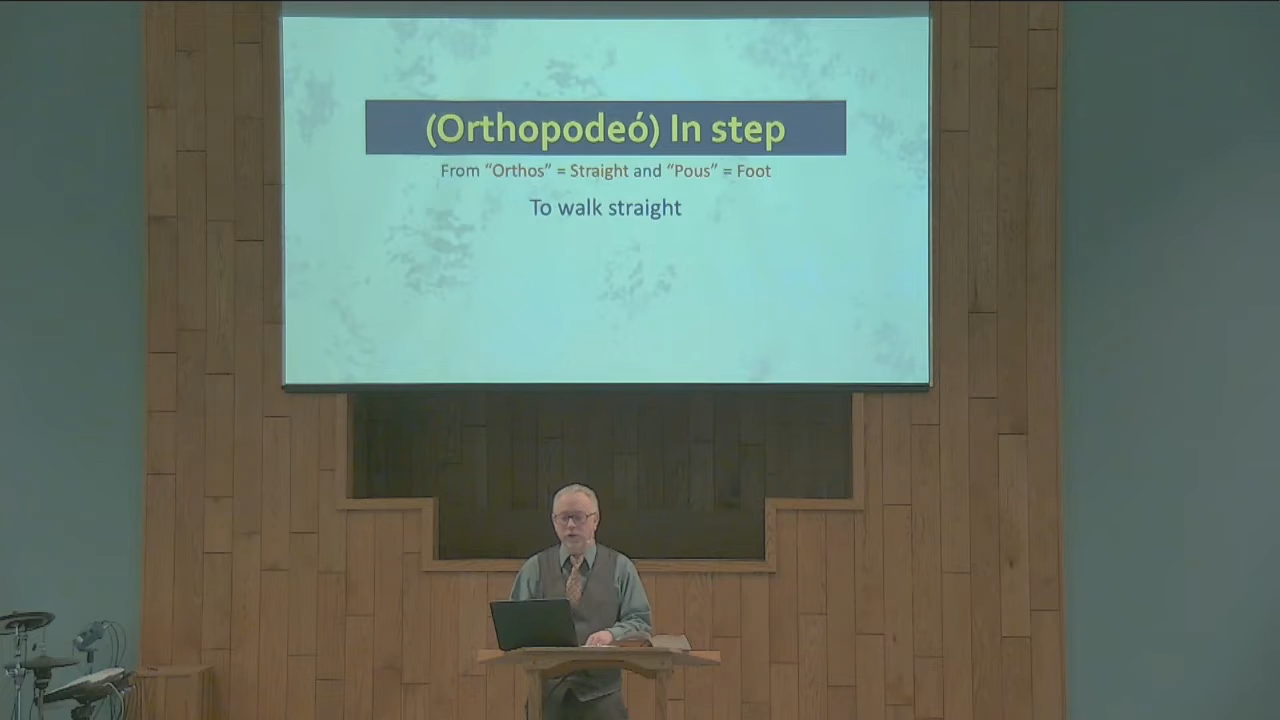 (Orthopodeó) In step
From “Orthos” = Straight and “Pous” = Foot
To walk straight